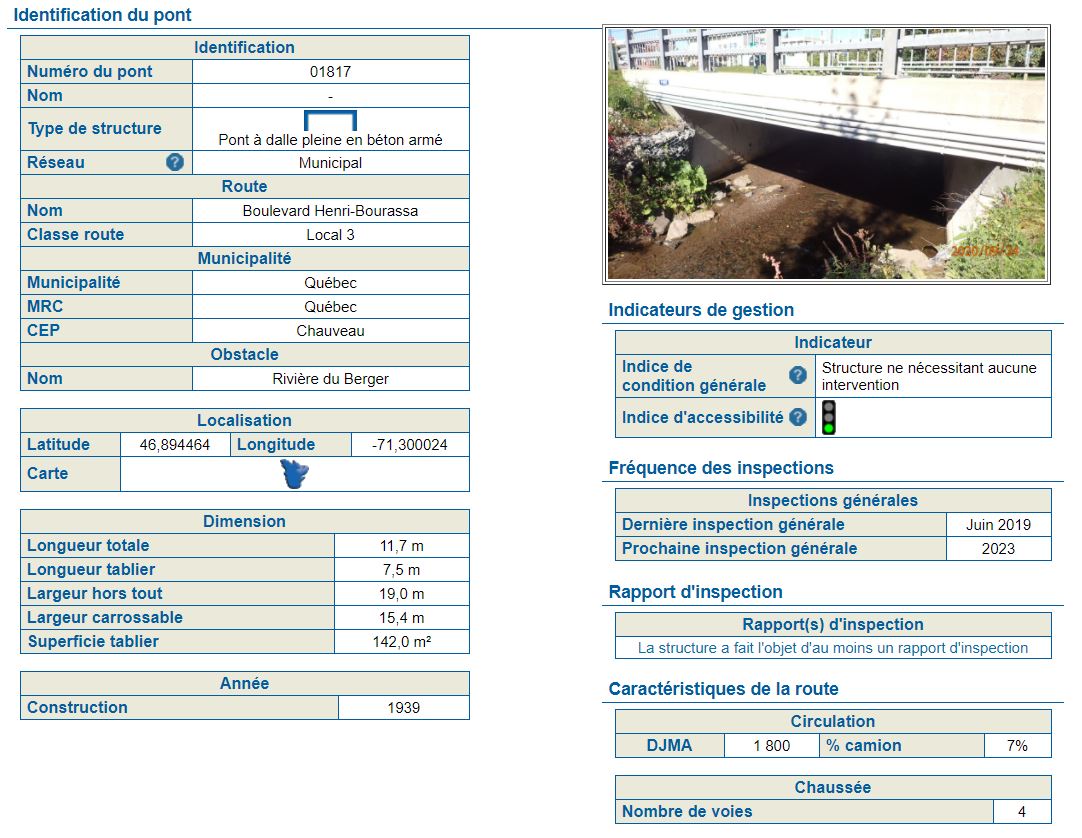 Identification du pont
Identification
Numéro du pont 01817
Nom -
Type de structure Pont à dalle pleine en béton armé
Réseau ? Municipal
Route
Nom Boulevard Henri-Bourassa
Classe route Local 3
Municipalité
Municipalité Québec
MRC Québec
CEP Chauveau
Obstacle
Nom Rivière du Berger
Localisation
Latitude 46,894464 Longitude -71,300024
Carte
Dimension
Longueur totale 11,7 m
Longueur tablier 7,5 m
Largeur hors tout 19,0 m
Largeur carrossable 15,4 m
Superficie tablier 142,0 m²
Année
Construction 1939
Indicateurs de gestion
Indicateur
Indice de
condition générale ? Structure ne nécessitant aucune
intervention
Indice d'accessibilité ?
Fréquence des inspections
Inspections générales
Dernière inspection générale Juin 2019
Prochaine inspection générale 2023
Rapport d'inspection
Rapport(s) d'inspection
La structure a fait l'objet d'au moins un rapport d'inspection
Caractéristiques de la route
Circulation
DJMA 1 800 % camion 7%
Chaussée
Nombre de voies 4